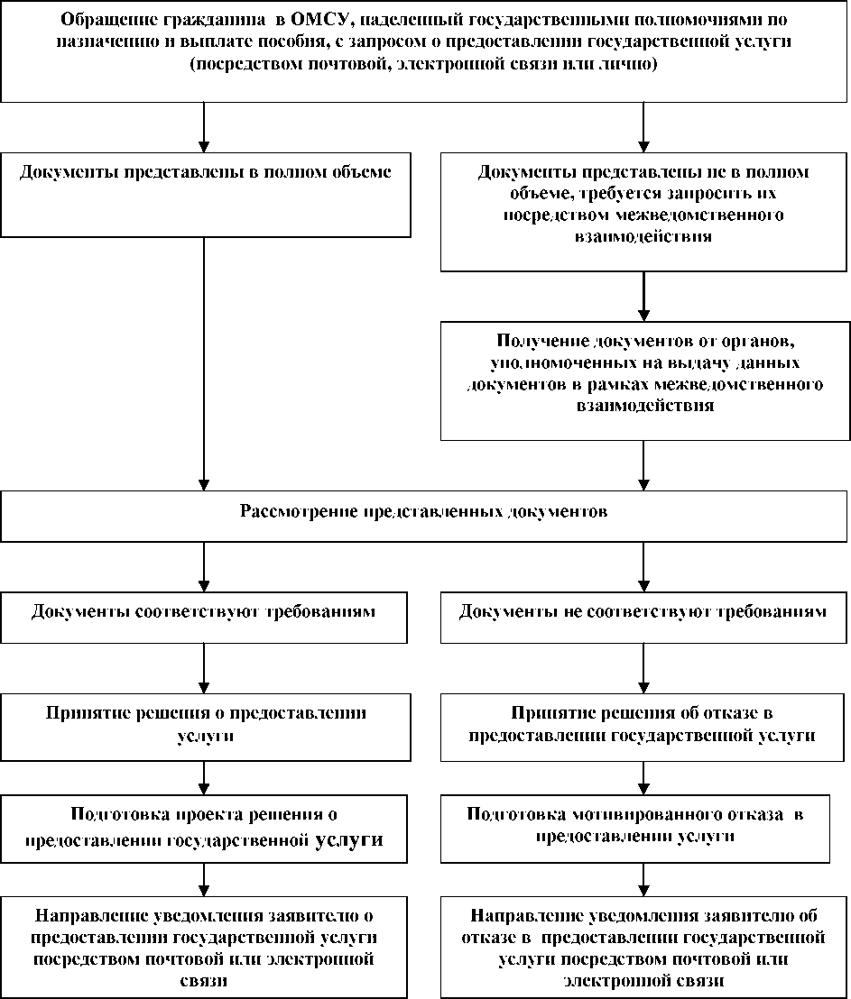 Обращение гражданина в ОМСУ, наделенный государственными полномочиями по
назначению и выплате пособия, с запросом о предоставлении государственной услуги
(посредством почтовой, электронной связи или лично)
Документы представлены в полном объеме
Документы представлены не в полном
объеме, требуется запросить их
посредством межведомственного
взаимодействия
Получение документов от органов,
уполномоченных на выдачу данных
документов в рамках межведомственного
взаимодействия
Рассмотрение представленных документов
Документы соответствуют требованиям
Документы не соответствуют требованиям
Принятие решения о предоставлении
услуги
Принятие решения об отказе в
предоставлении государственной услуги
Подготовка проекта решения о
предоставлении государственной услуги
Подготовка мотивированного отказа в
предоставлении услуги
Направление уведомления заявителю о
предоставлении государственной услуги
посредством почтовой или электронной
связи
Направление уведомления заявителю об
отказе в предоставлении государственной
услуги посредством почтовой или
электронной связи